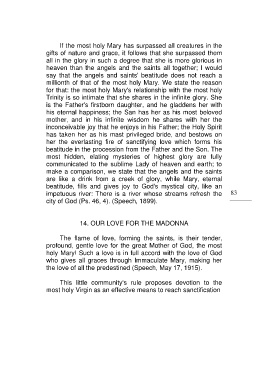 If the most holy Mary has surpassed all creatures in the
gifts of nature and grace, it follows that she surpassed them
all in the glory in such a degree that she is more glorious in
heaven than the angels and the saints all together; I would
say that the angels and saints' beatitude does not reach a
millionth of that of the most holy Mary. We state the reason
for that: the most holy Mary's relationship with the most holy
Trinity is so intimate that she shares in the infinite glory. She
is the Father's firstborn daughter, and he gladdens her with
his eternal happiness; the San has her as his most beloved
mother, and in his infinite wisdom he shares with her the
inconceivable joy that he enjoys in his Father; the Holy Spirit
has taken her as his most privileged bride, and bestows on
her the everlasting fire of sanctifying love which forms his
beatitude in the procession from the Father and the Son. The
most hidden, elating mysteries of highest glory are fully
communicated to the sublime Lady of heaven and earth; to
make a comparison, we state that the angels and the saints
are like a drink from a creek of glory, while Mary, eternal
beatitude, fills and gives joy to God's mystical city, like an
impetuous river: There is a river whose streams refresh the
city of God (Ps. 46, 4). (Speech, 1899).
83
14. OUR LOVE FOR THE MADONNA
The flame of love, forming the saints, is their tender,
profound, gentle love for the great Mother of God, the most
holy Mary! Such a love is in full accord with the love of God
who gives all graces through Immaculate Mary, making her
the love of all the predestined (Speech, May 17, 1915).
This little community's rule proposes devotion to the
most holy Virgin as an effective means to reach sanctification